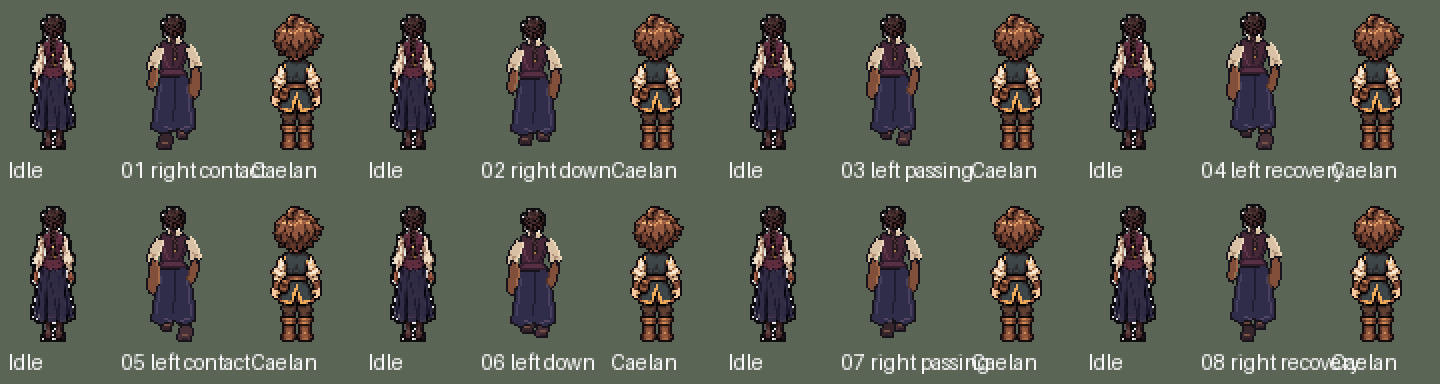 Idle 01 right contact Caelan Idle 02 right down Caelan Idle 03 left passing Caelan Idle 04 left recovery Caelan
Idle 05 left contact Caelan Idle 06 left down Caelan Idle 07 right passing Caelan Idle 08 right recovery Caelan